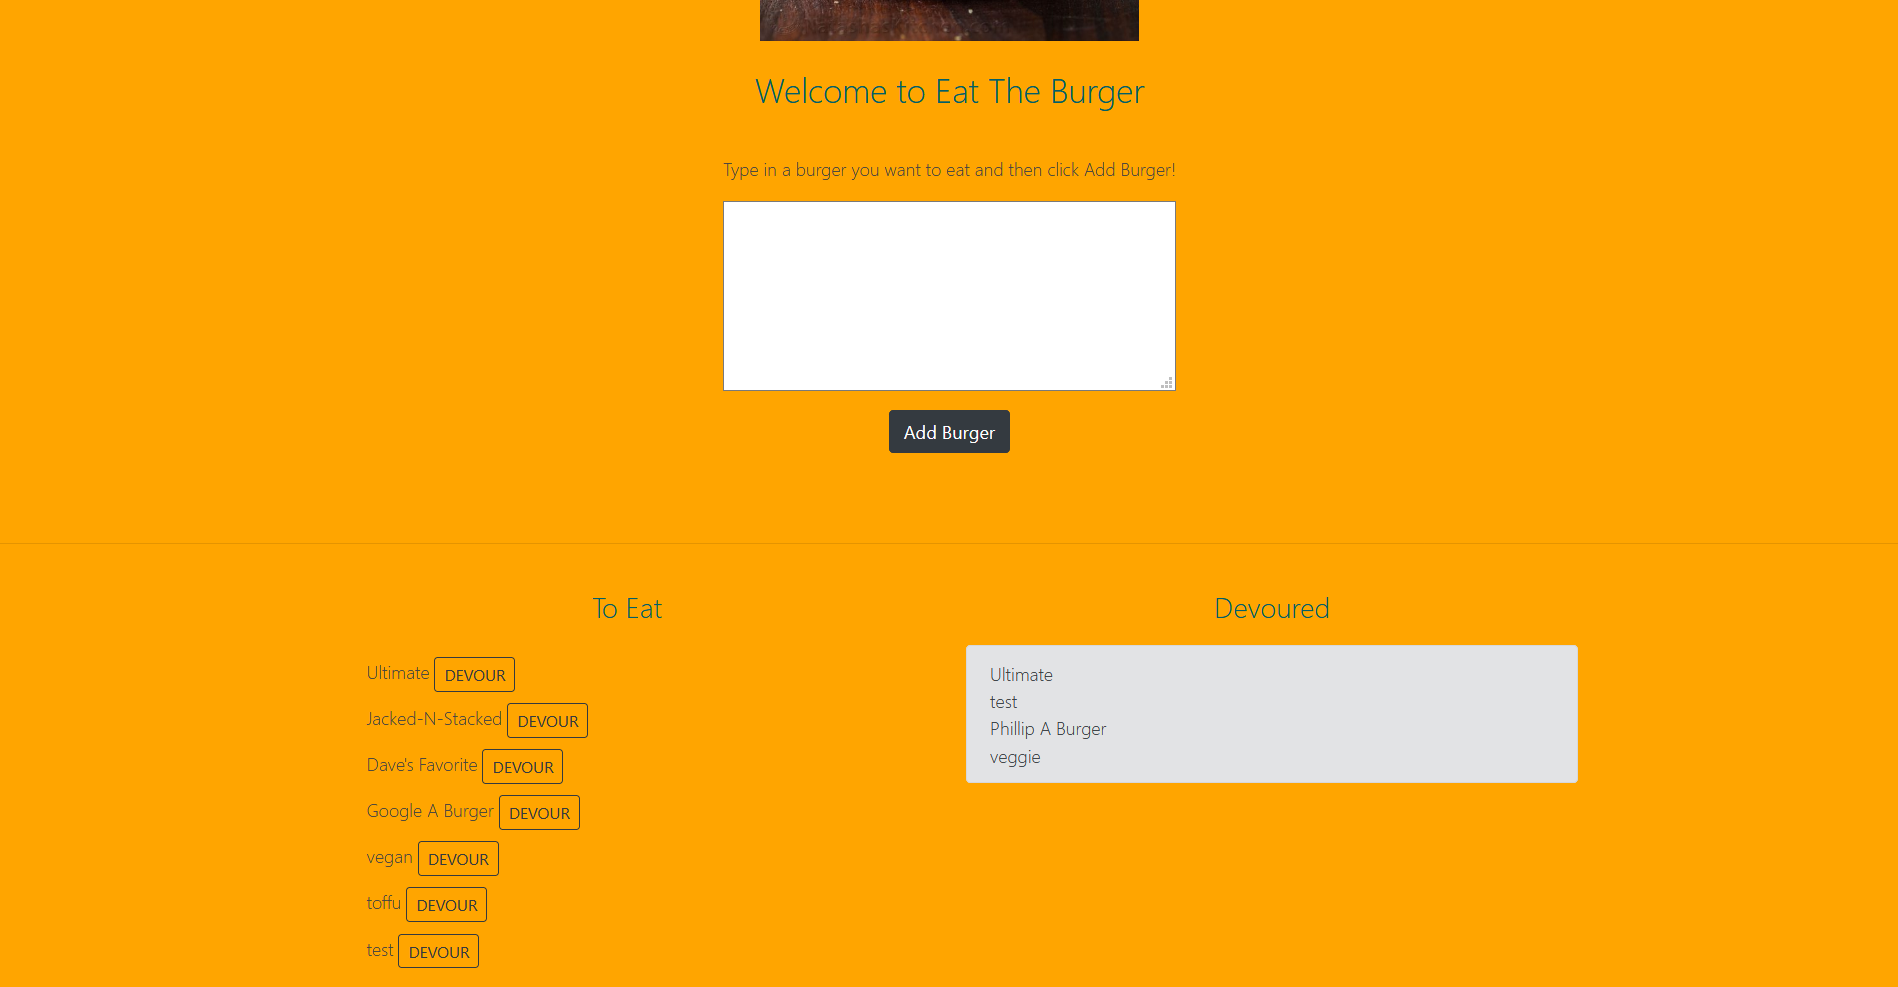 Welcome to Eat The Burger
Type in a burger you want to eat and then click Add Burger!
Add Burger
To Eat
Ultimate DEVOUR
Jacked-N-Stacked DEVOUR
Dave's Favorite DEVOUR
Google A Burger DEVOUR
vegan DEVOUR
toffu DEVOUR
test DEVOUR
Devoured
Ultimate
test
Phillip A Burger
veggie